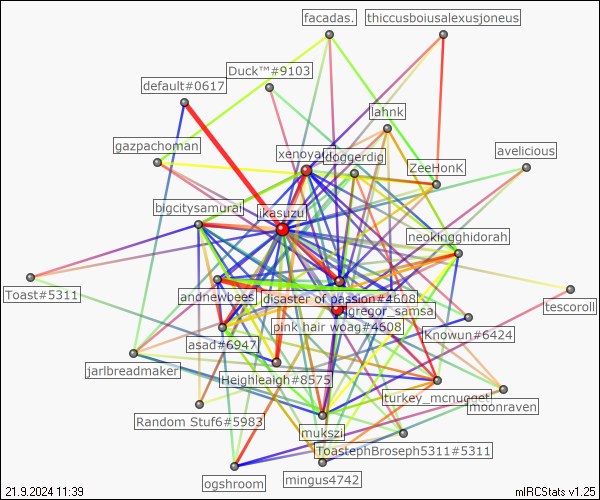 facadas.
thiccusboiusalexusjoneus
Duck™#9103
default#0617
lahnk
gazpachoman
xenoyaru
doggerdig
avelicious
ZeeHonK
bigcitysamurai
ikasuzu
neokingghidorah
Toast#5311
andnewbees
disaster of passion#4608
tescoroll
gregor_samsa
pink hair woag#4608
Knowun#6424
asad#6947
jarlbreadmaker
Heighleaigh#8575
turkey_mcnugget
moonraven
Random Stuf6#5983
mukszi
ToastephBroseph5311#5311
ogshroom
mingus4742
21.9.2024 11:39
mIRCStats v1.25